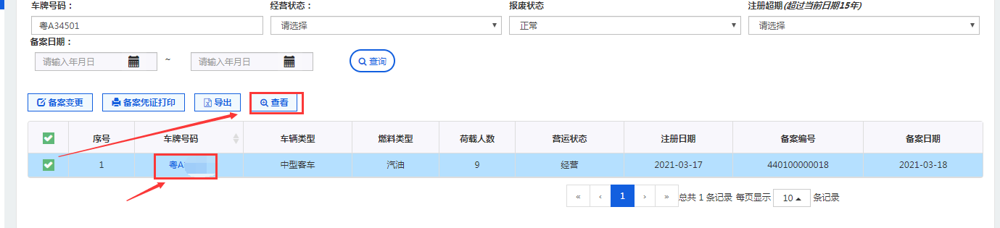 车牌号码： 经营状态： 报废状态 注册超期(超过当前日期15年)
粤A34501 请选择 正常 请选择
备案日期：
请输入年月日 ~ 请输入年月日 查询
备案变更 备案凭证打印 导出 查看
序号 车牌号码 车辆类型 燃料类型 荷载人数 营运状态 注册日期 备案编号 备案日期
1 粤A 中型客车 汽油 9 经营 2021-03-17 440100000018 2021-03-18
« ‹ 1 › » 总共 1 条记录 每页显示 10 条记录